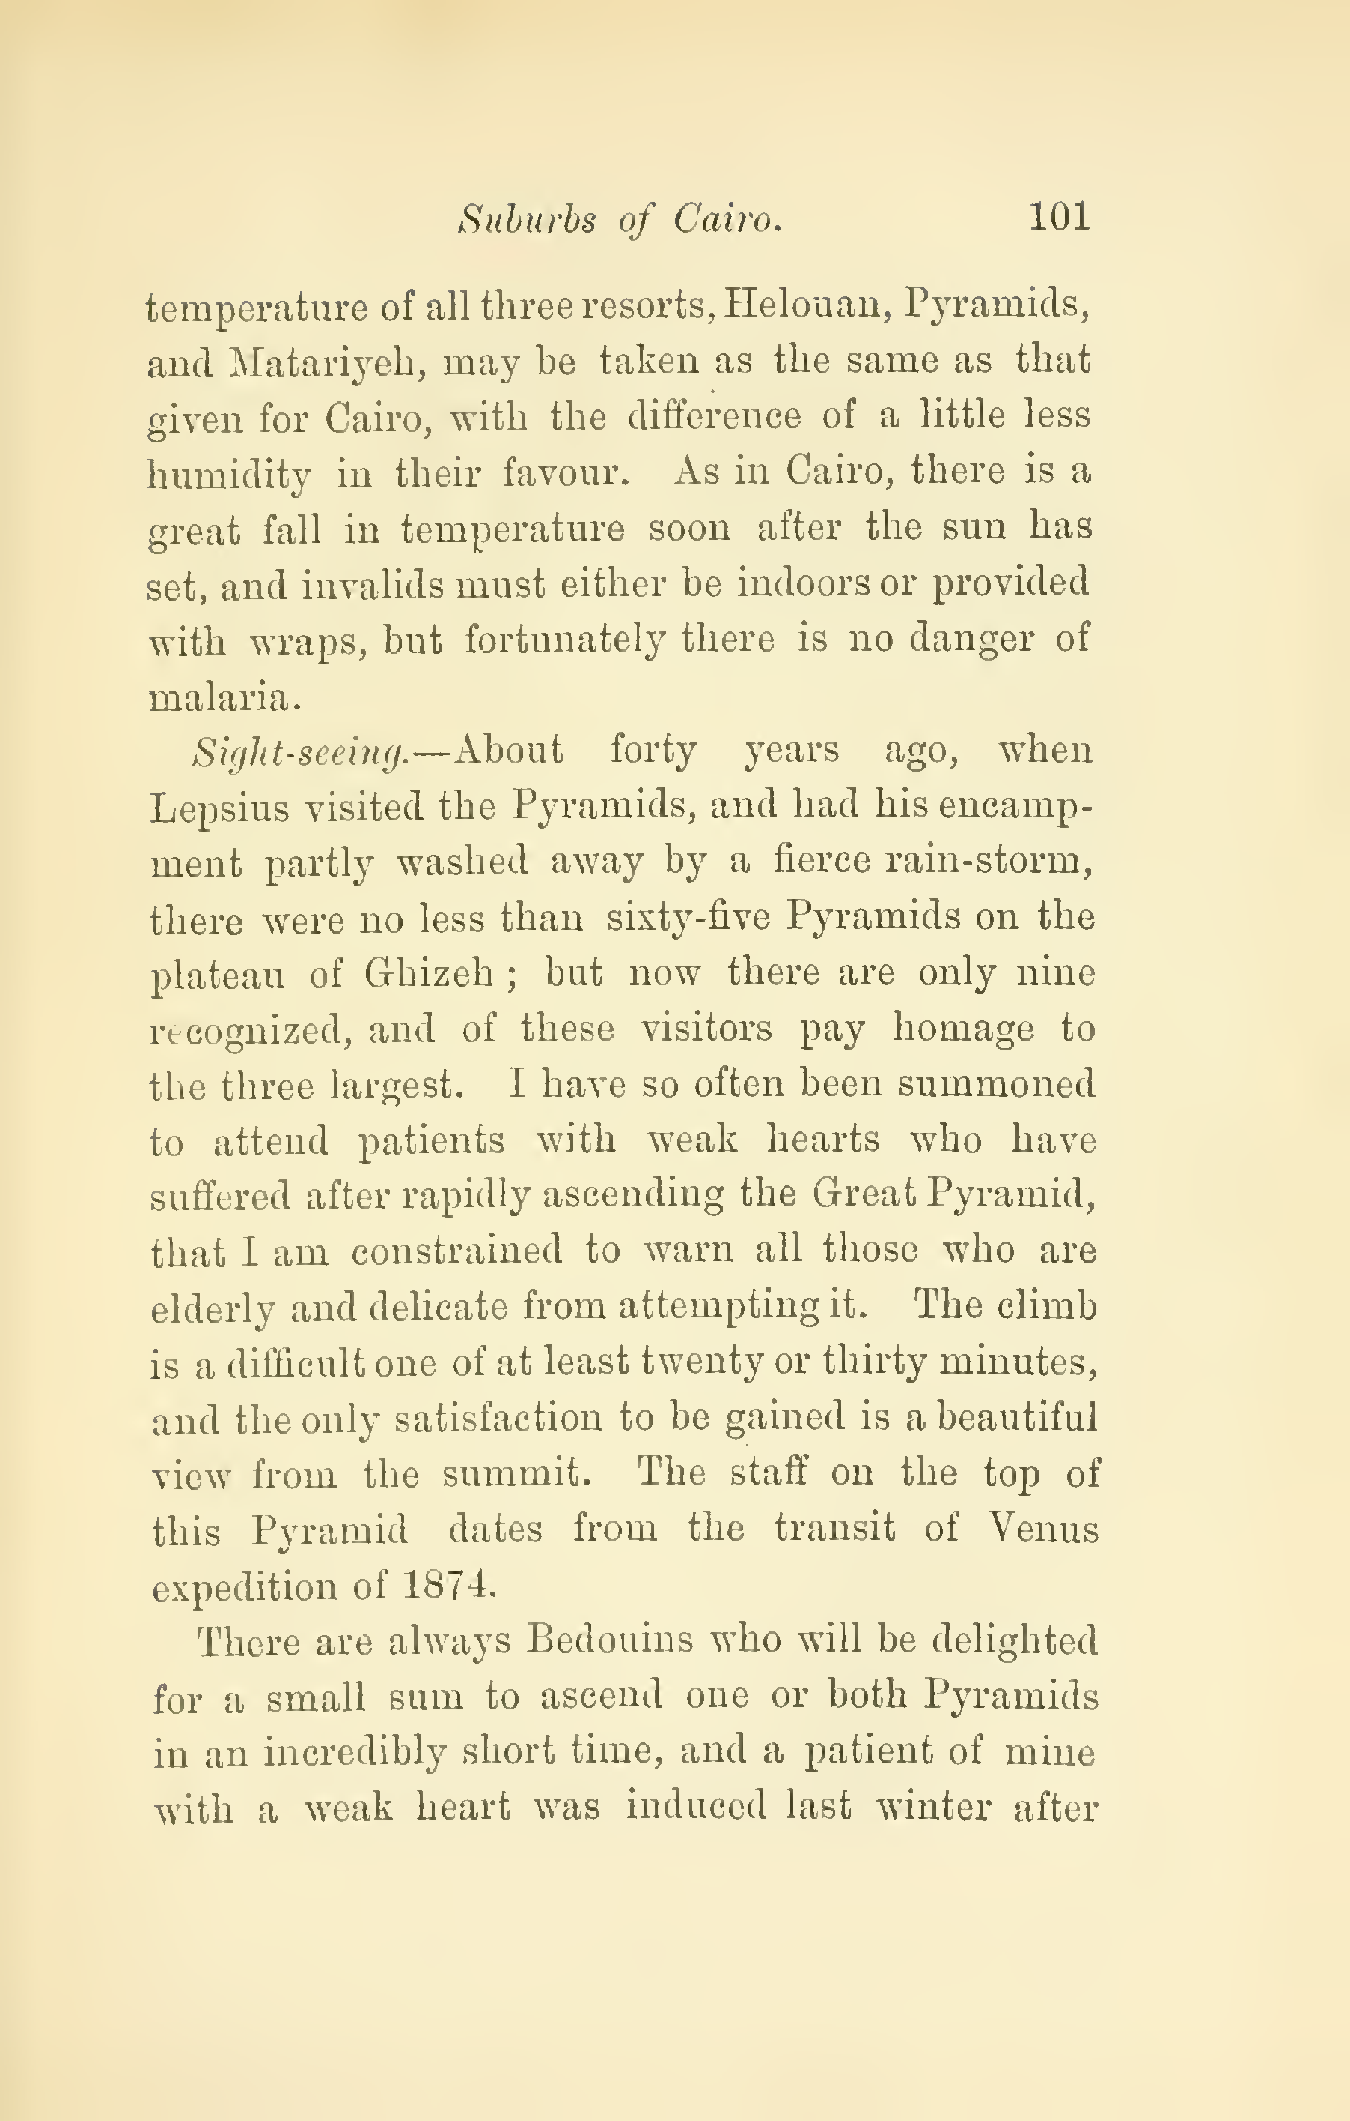 Suburbs of Cairo. 101
temperature of all three resorts, Helouan, Pyramids,
and Matariyeh, may be taken as the same as that
given for Cairo, with the difference of a little less
humidity in their favour. As in Cairo, there is a
great fall in temperature soon after the sun has
set, and invalids must either be indoors or provided
with wraps, but fortunately there is no danger of
malaria.
Sight-seeing.—About forty years ago, when
Lepsius visited the Pyramids, and had his encamp-
ment partly washed away by a fierce rain-storm,
there were no less than sixty-five Pyramids on the
plateau of Ghizeh ; but now there are only nine
recognized, and of these visitors pay homage to
the three largest. I have so often been summoned
to attend patients with weak hearts who have
suffered after rapidly ascending the Great Pyramid,
that I am constrained to warn all those who are
elderly and delicate from attempting it. The climb
is a difficult one of at least twenty or thirty minutes,
and the only satisfaction to be gained is a beautiful
view from the summit. The staff on the top of
this Pyramid dates from the transit of Venus
expedition of 1874.
There are always Bedouins who will be delighted
for a small sum to ascend one or both Pyramids
in an incredibly short time, and a patient of mine
with a weak heart was induced last winter after